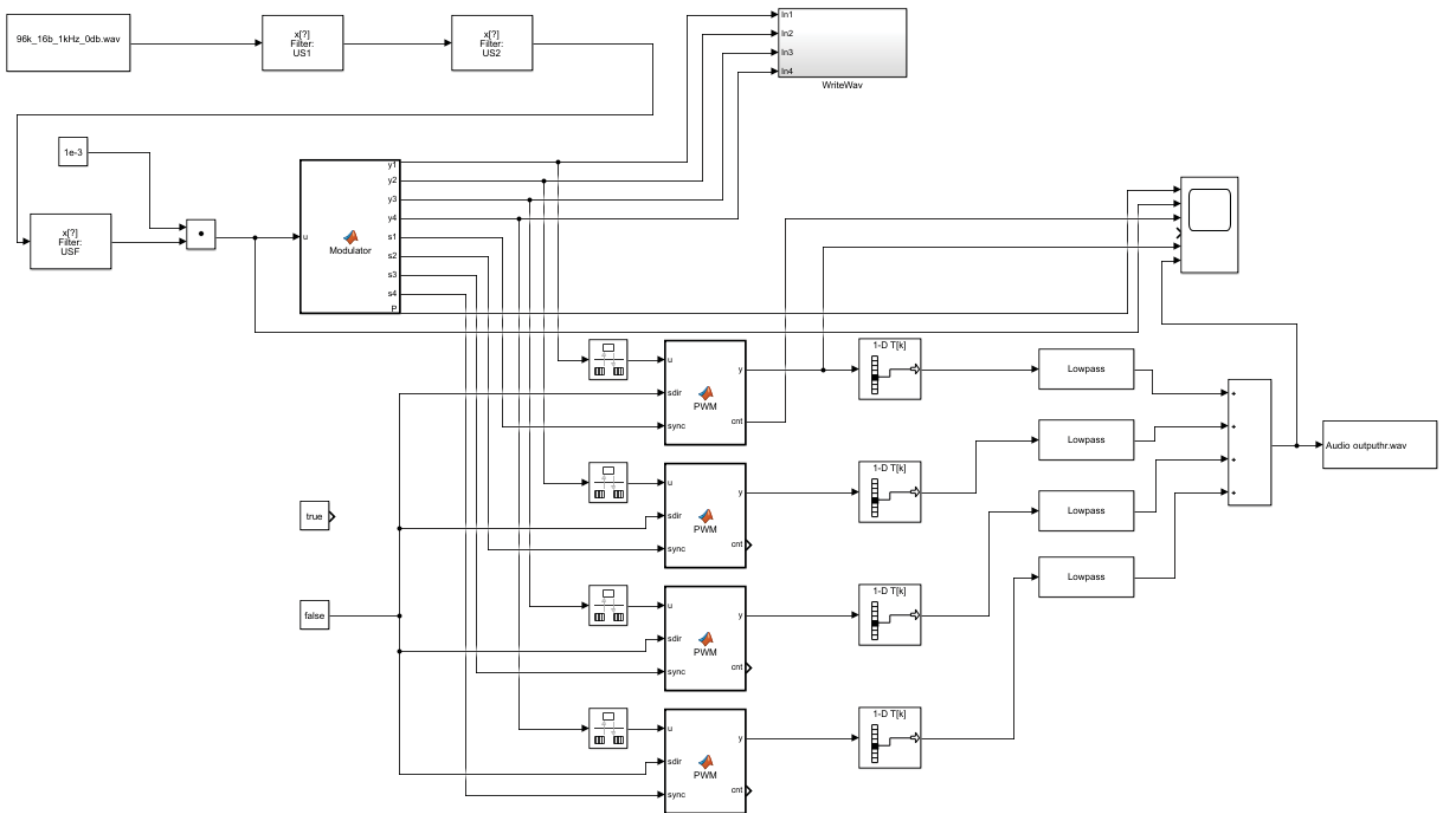 96k_16b_1kHz_0db.wav
x[?]
Filter:
US1
x[?]
Filter:
US2
In1
In2
In3
In4
WriteWav
1e-3
x[?]
Filter:
USF
u
Modulator
y1
y2
y3
y4
s1
s2
s3
s4
P
u
sdir
sync
PWM
y
cnt
1-D T[k]
Lowpass
u
sdir
sync
PWM
y
cnt
1-D T[k]
Lowpass
true
u
sdir
sync
PWM
y
cnt
1-D T[k]
Lowpass
false
u
sdir
sync
PWM
y
cnt
1-D T[k]
Lowpass
+
+
+
+
Audio outputhr.wav